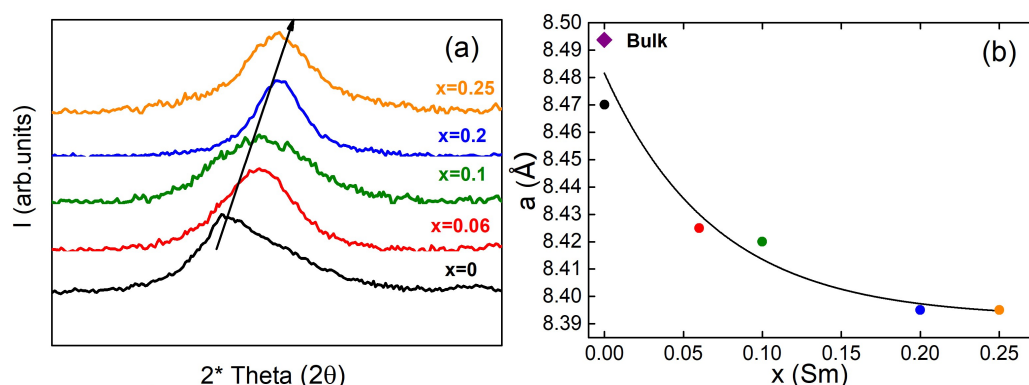 (a)
x=0.25
x=0.2
x=0.1
x=0.06
x=0
I (arb.units)
2* Theta (2θ)
(b)
Bulk
8.50
8.49
8.48
8.47
8.46
8.45
8.44
8.43
8.42
8.41
8.40
8.39
a (Å)
0.00 0.05 0.10 0.15 0.20 0.25
x (Sm)